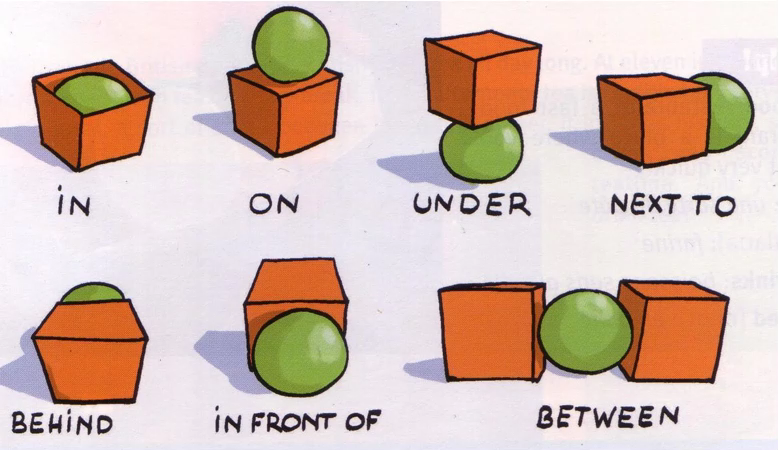 IN
ON
UNDER
NEXT TO
BEHIND
IN FRONT OF
BETWEEN